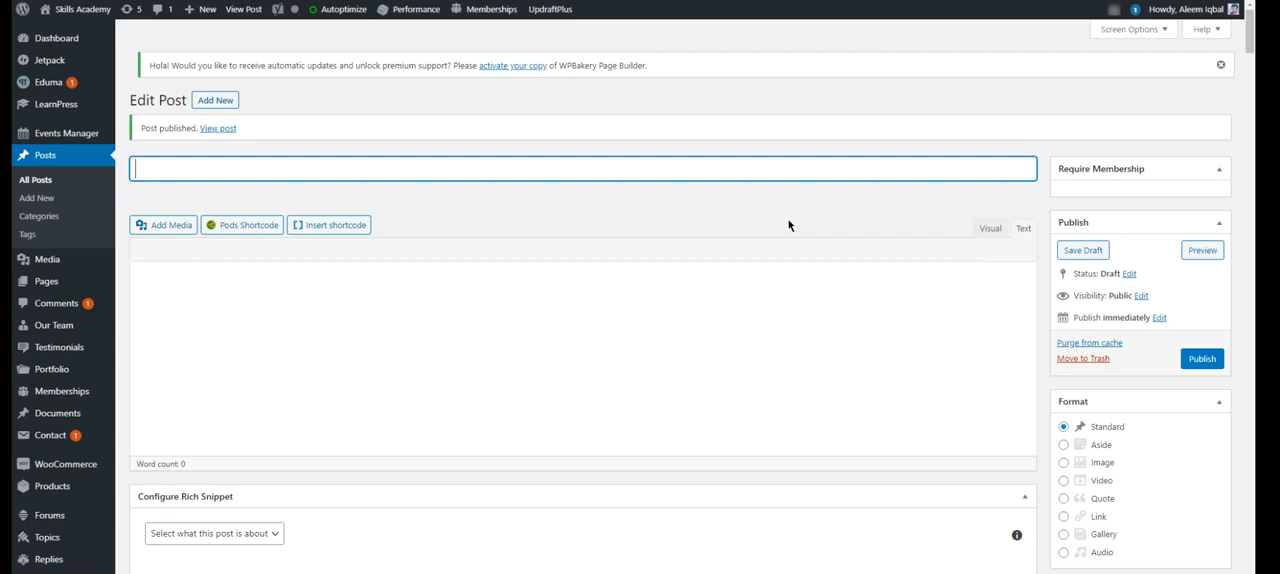 Skills Academy 5 1 New View Post Autoptimize Performance Memberships UpdraftPlus 1 Howdy, Aleem Iqbal
Screen Options Help
Dashboard
Jetpack
Eduma 1
LearnPress
Events Manager
Posts
All Posts
Add New
Categories
Tags
Media
Pages
Comments 1
Our Team
Testimonials
Portfolio
Memberships
Documents
Contact 1
WooCommerce
Products
Forums
Topics
Replies
Hola! Would you like to receive automatic updates and unlock premium support? Please activate your copy of WPBakery Page Builder.
Edit Post Add New
Post published. View post
Add Media Pods Shortcode Insert shortcode Visual Text
Word count: 0
Configure Rich Snippet
Select what this post is about
Require Membership
Publish
Save Draft Preview
Status: Draft Edit
Visibility: Public Edit
Publish immediately Edit
Purge from cache
Move to Trash Publish
Format
Standard
Aside
Image
Video
Quote
Link
Gallery
Audio